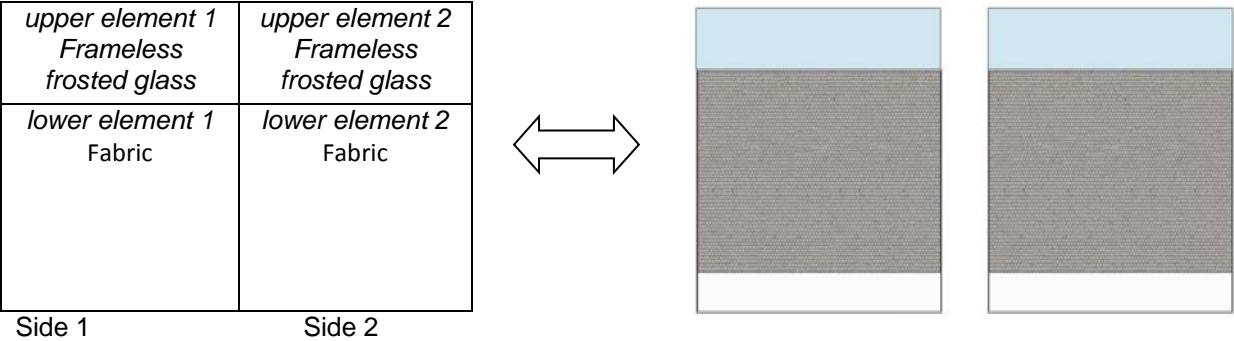 upper element 1
Frameless
frosted glass
upper element 2
Frameless
frosted glass
lower element 1
Fabric
lower element 2
Fabric
Side 1
Side 2